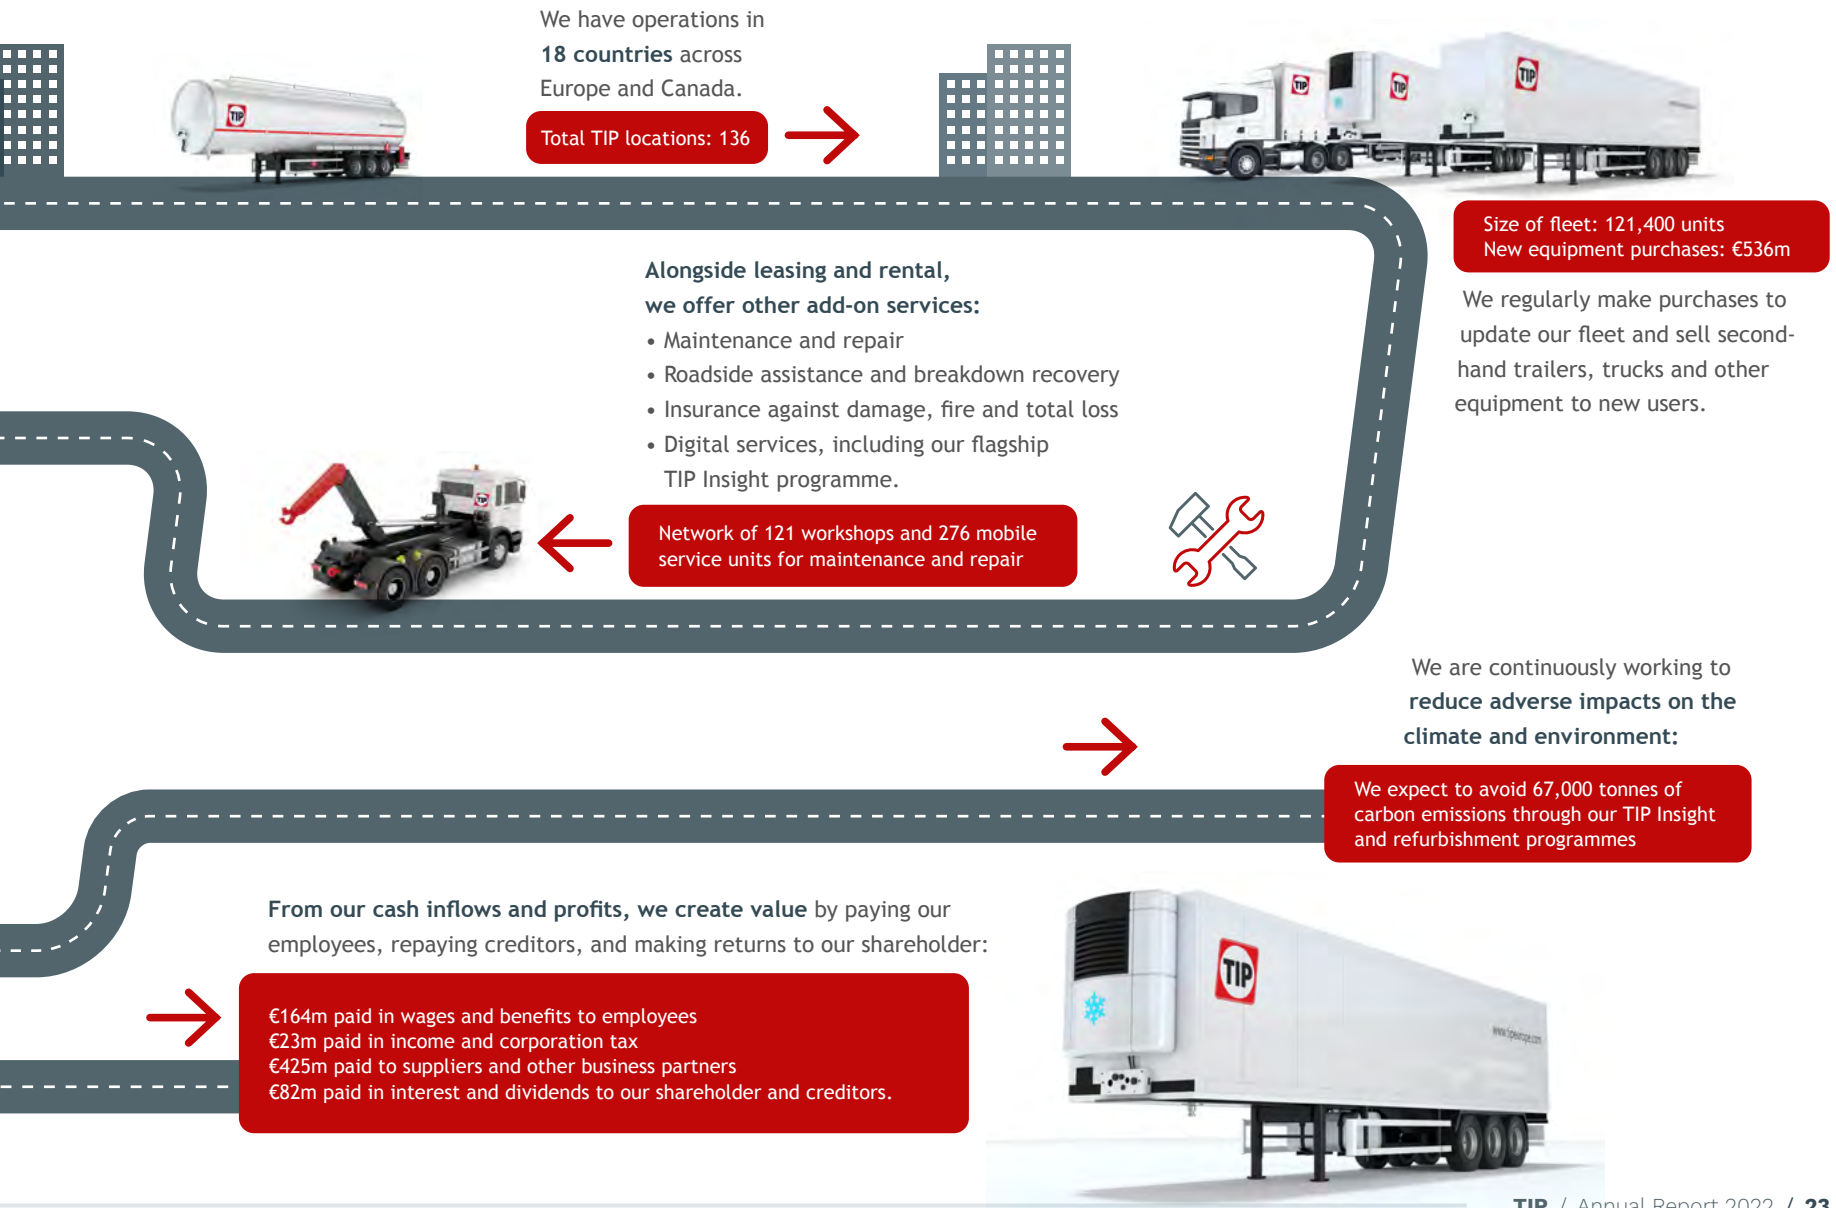 We have operations in
18 countries across
Europe and Canada.
Total TIP locations: 136
TIP
TIP
TIP
TIP
Size of fleet: 121,400 units
New equipment purchases: €536m
We regularly make purchases to
update our fleet and sell second-
hand trailers, trucks and other
equipment to new users.
Alongside leasing and rental,
we offer other add-on services:
• Maintenance and repair
• Roadside assistance and breakdown recovery
• Insurance against damage, fire and total loss
• Digital services, including our flagship
TIP Insight programme.
TIP
Network of 121 workshops and 276 mobile
service units for maintenance and repair
We are continuously working to
reduce adverse impacts on the
climate and environment:
We expect to avoid 67,000 tonnes of
carbon emissions through our TIP Insight
and refurbishment programmes
From our cash inflows and profits, we create value by paying our
employees, repaying creditors, and making returns to our shareholder:
€164m paid in wages and benefits to employees
€23m paid in income and corporation tax
€425m paid to suppliers and other business partners
€82m paid in interest and dividends to our shareholder and creditors.
TIP
www.tipeurope.com
TIP / Annual Report 2022 / 23